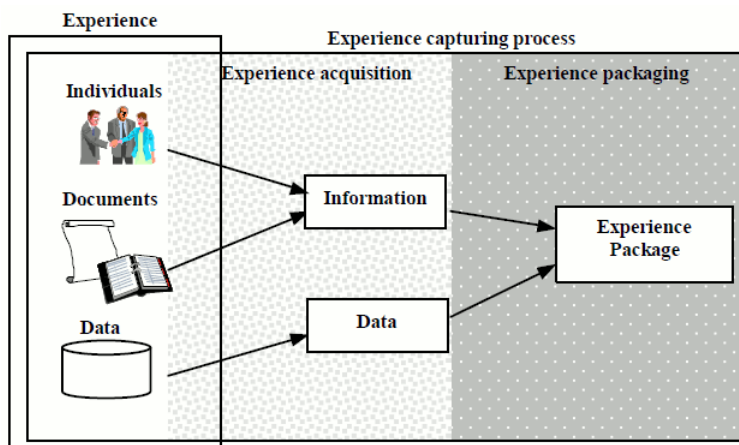 Experience
Experience capturing process
Experience acquisition
Experience packaging
Individuals
Documents
Information
Experience
Package
Data
Data